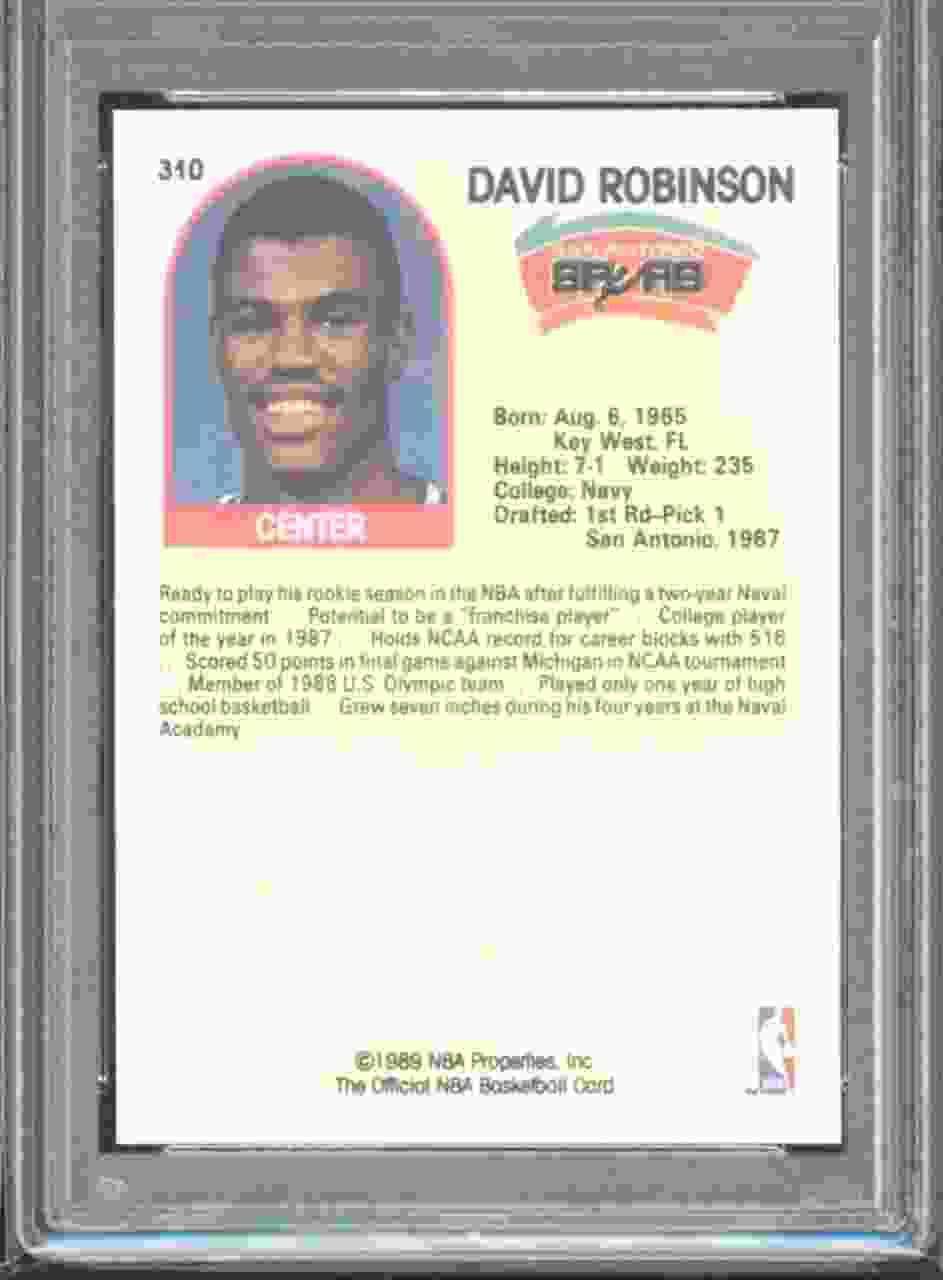 310
DAVID ROBINSON
SAN ANTONIO
SPURS
Born: Aug. 6, 1965
Key West, FL
Height: 7-1 Weight: 235
College: Navy
Drafted: 1st Rd–Pick 1
San Antonio, 1987
CENTER
Ready to play his rookie season in the NBA after fulfilling a two-year Naval
commitment . . . Potential to be a "franchise player" . . . College player
of the year in 1987 . . . Holds NCAA record for career blocks with 516
. . . Scored 50 points in final game against Michigan in NCAA tournament
. . . Member of 1988 U.S. Olympic team . . . Played only one year of high
school basketball . . . Grew seven inches during his four years at the Naval
Academy
©1989 NBA Properties, Inc.
The Official NBA Basketball Card